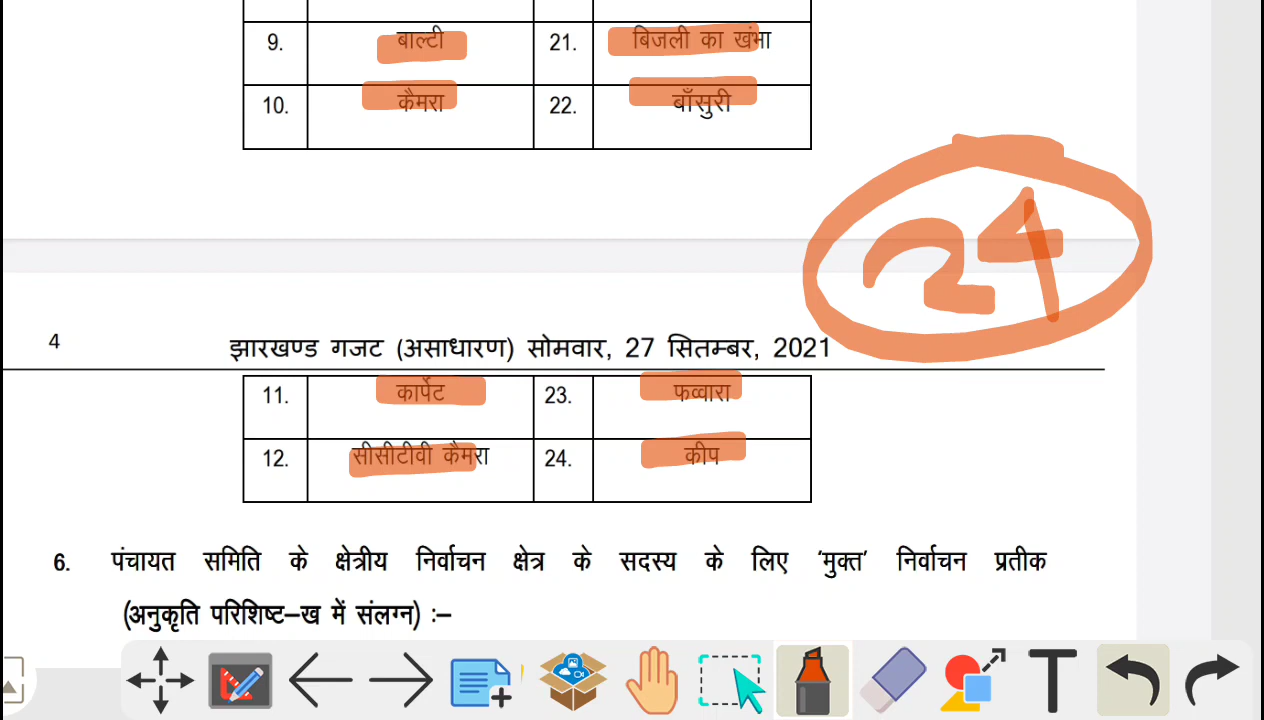 9. बाल्टी 21. बिजली का खंभा
10. कैमरा 22. बाँसुरी
24
4
झारखण्ड गजट (असाधारण) सोमवार, 27 सितम्बर, 2021
11. कार्पेट 23. फव्वारा
12. सीसीटीवी कैमरा 24. कीप
6. पंचायत समिति के क्षेत्रीय निर्वाचन क्षेत्र के सदस्य के लिए ‘मुक्त’ निर्वाचन प्रतीक
(अनुकृति परिशिष्ट–ख में संलग्न) :–
T